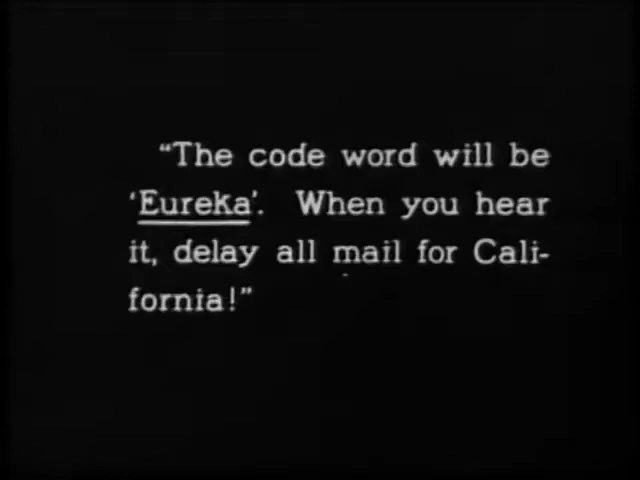 “The code word will be
‘Eureka’. When you hear
it, delay all mail for Cali-
fornia!”